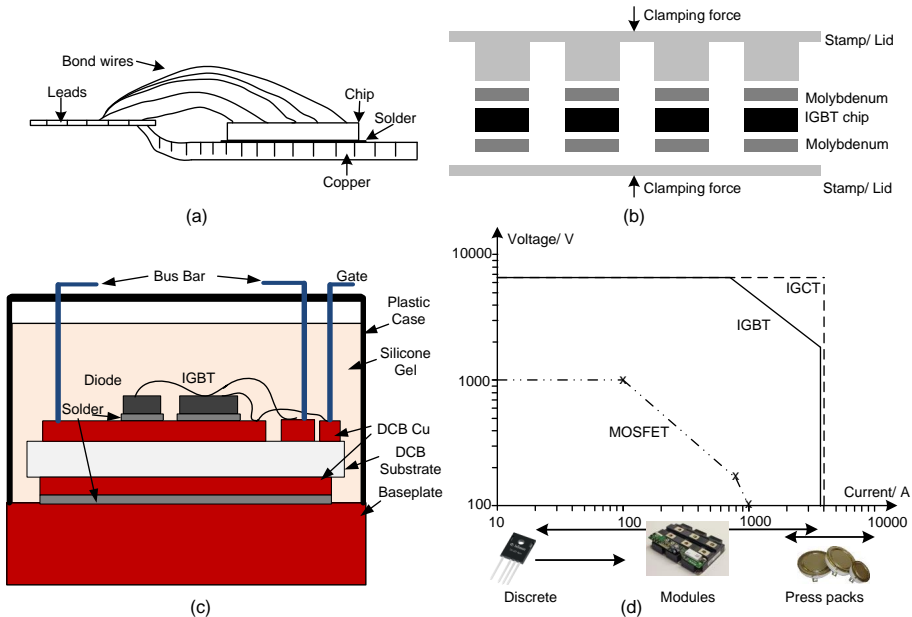 Bond wires
Leads
Chip
Solder
Copper
(a)
Clamping force
Stamp/ Lid
Molybdenum
IGBT chip
Molybdenum
Clamping force
Stamp/ Lid
(b)
Bus Bar
Gate
Plastic
Case
Silicone
Gel
Diode
IGBT
Solder
DCB Cu
DCB
Substrate
Baseplate
(c)
Voltage/ V
10000
IGCT
IGBT
1000
MOSFET
Current/ A
100
10
100
1000
10000
Discrete
Modules
Press packs
(d)